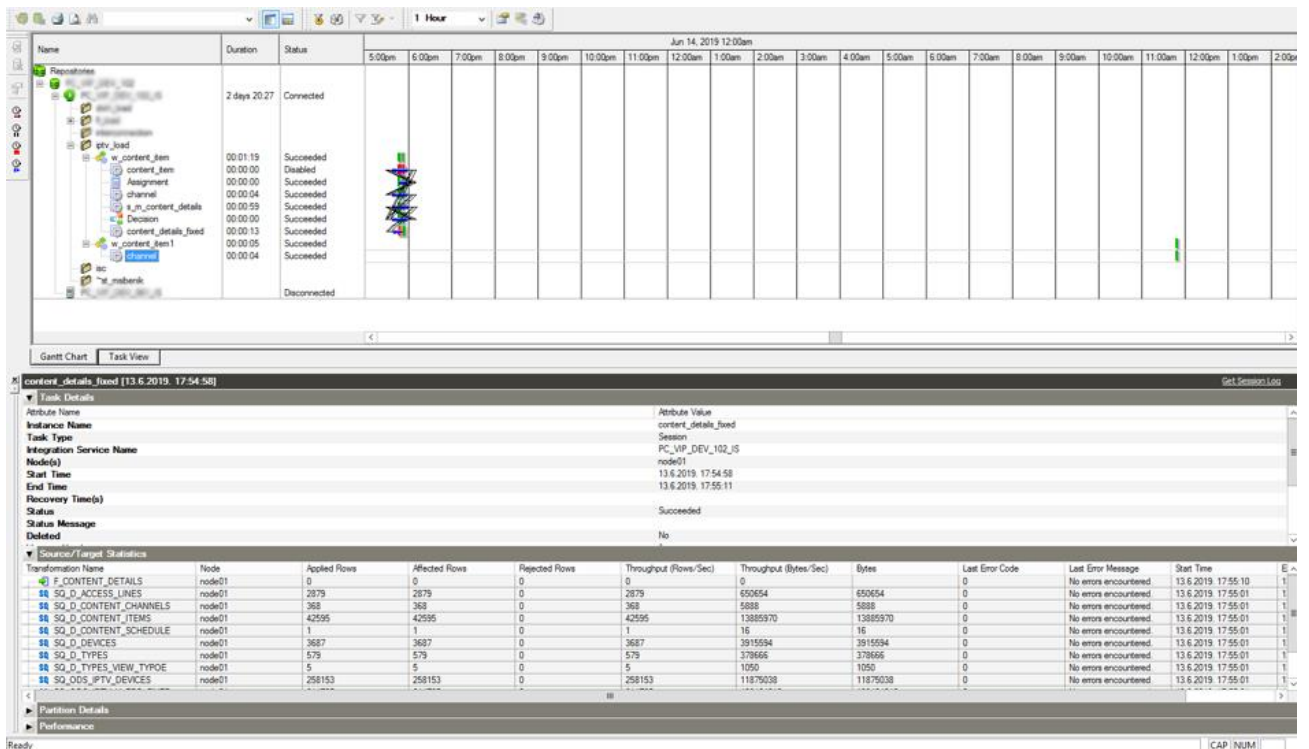 1 Hour
Name Duration Status Jun 14, 2019 12:00am
5:00pm 6:00pm 7:00pm 8:00pm 9:00pm 10:00pm 11:00pm 12:00am 1:00am 2:00am 3:00am 4:00am 5:00am 6:00am 7:00am 8:00am 9:00am 10:00am 11:00am 12:00pm 1:00pm 2:00p
Repositories
2 days 20:27 Connected
iptv_load
w_content_item 00:01:19 Succeeded
content_item 00:00:00 Disabled
Assignment 00:00:00 Succeeded
channel 00:00:04 Succeeded
s_m_content_details 00:00:59 Succeeded
Decision 00:00:00 Succeeded
content_details_fixed 00:00:13 Succeeded
w_content_item1 00:00:05 Succeeded
channel 00:00:04 Succeeded
isc
Disconnected
Gantt Chart Task View
content_details_fixed [13.6.2019. 17:54:58] Get Session Log
Task Details
Attribute Name Attribute Value
Instance Name content_details_fixed
Task Type Session
Integration Service Name PC_VIP_DEV_102_IS
Node(s) node01
Start Time 13.6.2019. 17:54:58
End Time 13.6.2019. 17:55:11
Recovery Time(s)
Status Succeeded
Status Message
Deleted No
Source/Target Statistics
Transformation Name Node Applied Rows Affected Rows Rejected Rows Throughput (Rows/Sec) Throughput (Bytes/Sec) Bytes Last Error Code Last Error Message Start Time E
F_CONTENT_DETAILS node01 0 0 0 0 0 0 0 No errors encountered. 13.6.2019. 17:55:10 1
SQ_D_ACCESS_LINES node01 2879 2879 0 2879 650654 650654 0 No errors encountered. 13.6.2019. 17:55:01 1
SQ_D_CONTENT_CHANNELS node01 368 368 0 368 5888 5888 0 No errors encountered. 13.6.2019. 17:55:01 1
SQ_D_CONTENT_ITEMS node01 42595 42595 0 42595 13885970 13885970 0 No errors encountered. 13.6.2019. 17:55:01 1
SQ_D_CONTENT_SCHEDULE node01 1 1 0 1 16 16 0 No errors encountered. 13.6.2019. 17:55:01 1
SQ_D_DEVICES node01 3687 3687 0 3687 3915594 3915594 0 No errors encountered. 13.6.2019. 17:55:01 1
SQ_D_TYPES node01 579 579 0 579 378666 378666 0 No errors encountered. 13.6.2019. 17:55:01 1
SQ_D_TYPES_VIEW_TYPOE node01 5 5 0 5 1050 1050 0 No errors encountered. 13.6.2019. 17:55:01 1
SQ_ODS_IPTV_DEVICES node01 258153 258153 0 258153 11875038 11875038 0 No errors encountered. 13.6.2019. 17:55:01 1
Partition Details
Performance
Ready CAP NUM